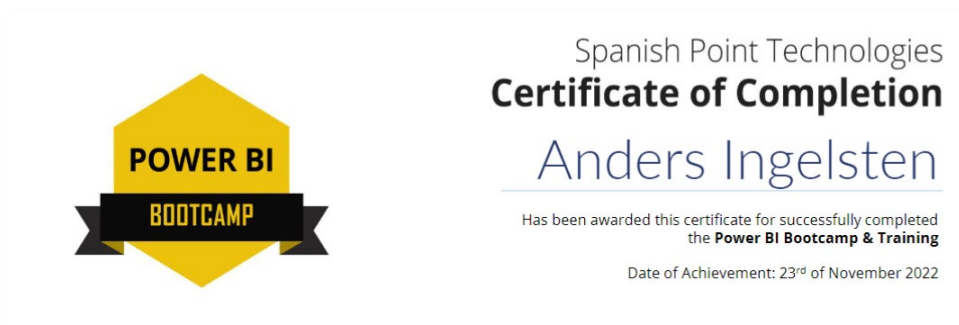 POWER BI
BOOTCAMP
Spanish Point Technologies
Certificate of Completion
Anders Ingelsten
Has been awarded this certificate for successfully completed
the Power BI Bootcamp & Training
Date of Achievement: 23rd of November 2022